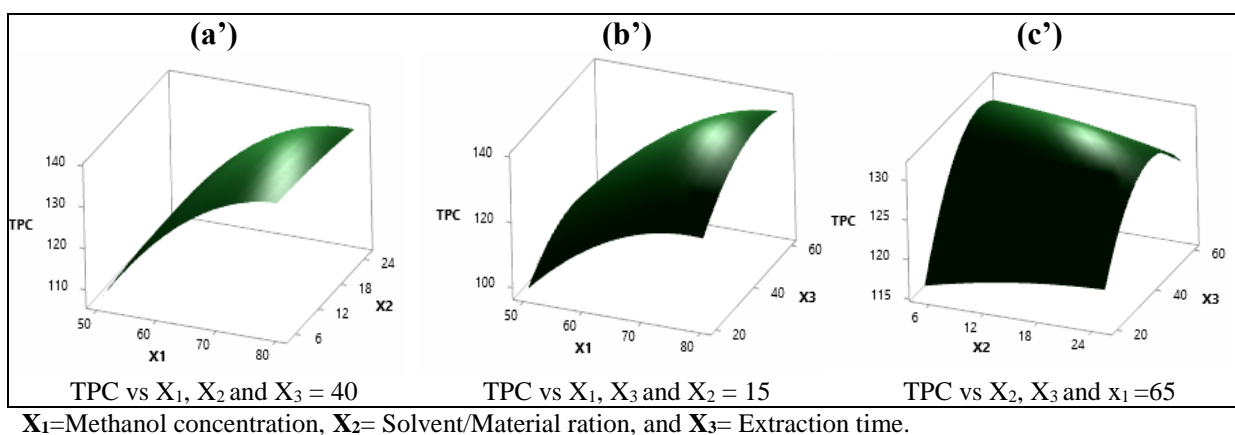 (a')
(b')
(c')
140
130
120
110
TPC
50
60
70
80
X1
6
12
18
24
X2
TPC vs X₁, X₂ and X₃ = 40
140
120
100
TPC
50
60
70
80
X1
20
40
60
X3
TPC vs X₁, X₃ and X₂ = 15
130
125
120
115
TPC
6
12
18
24
X2
20
40
60
X3
TPC vs X₂, X₃ and x₁ =65
X₁=Methanol concentration, X₂= Solvent/Material ration, and X₃= Extraction time.